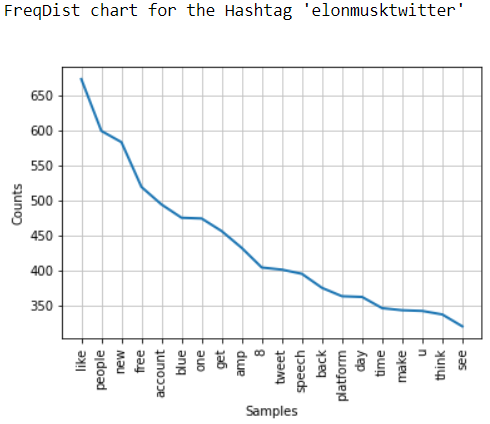 FreqDist chart for the Hashtag 'elonmusktwitter'
650
600
550
500
450
400
350
Counts
like
people
new
free
account
blue
one
get
amp
8
tweet
speech
back
platform
day
time
make
u
think
see
Samples